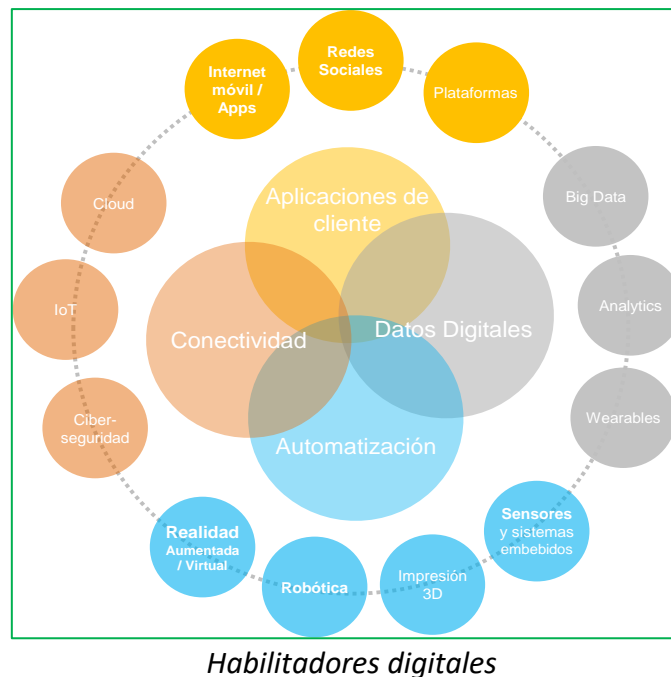 Redes
Sociales
Internet
móvil /
Apps
Plataformas
Cloud
Big Data
Aplicaciones de
cliente
IoT
Analytics
Conectividad
Datos Digitales
Ciber-
seguridad
Wearables
Automatización
Realidad
Aumentada
/ Virtual
Robótica
Impresión
3D
Sensores
y sistemas
embebidos
Habilitadores digitales